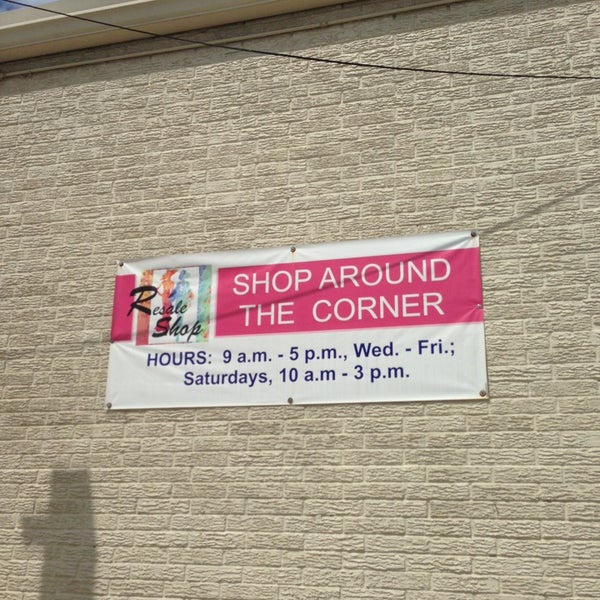 Resale
Shop
SHOP AROUND
THE CORNER
HOURS: 9 a.m. - 5 p.m., Wed. - Fri.;
Saturdays, 10 a.m - 3 p.m.